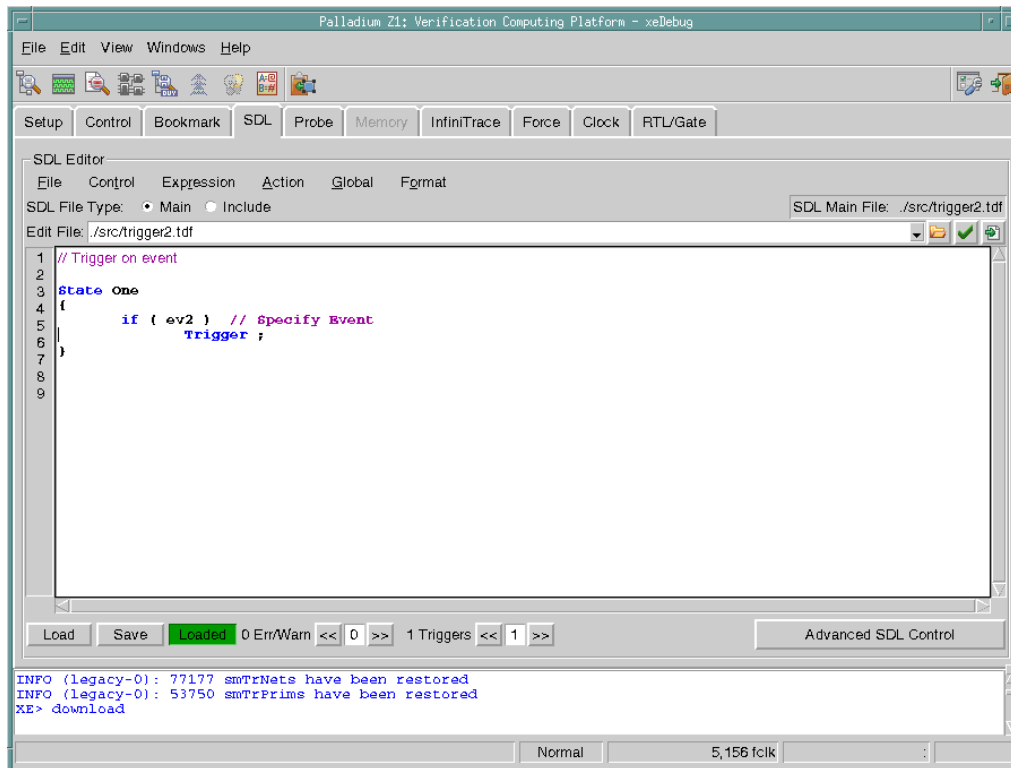 Palladium Z1: Verification Computing Platform - xeDebug
File Edit View Windows Help
Setup Control Bookmark SDL Probe Memory InfiniTrace Force Clock RTL/Gate
SDL Editor
File Control Expression Action Global Format
SDL File Type: Main Include SDL Main File: ./src/trigger2.tdf
Edit File: ./src/trigger2.tdf
1 // Trigger on event
2
3 State One
4 {
5 if ( ev2 ) // Specify Event
6 Trigger ;
7 }
8
9
Load Save Loaded 0 Err/Warn << 0 >> 1 Triggers << 1 >> Advanced SDL Control
INFO (legacy-0): 77177 smTrNets have been restored
INFO (legacy-0): 53750 smTrPrims have been restored
XE> download
Normal 5,156 fclk :